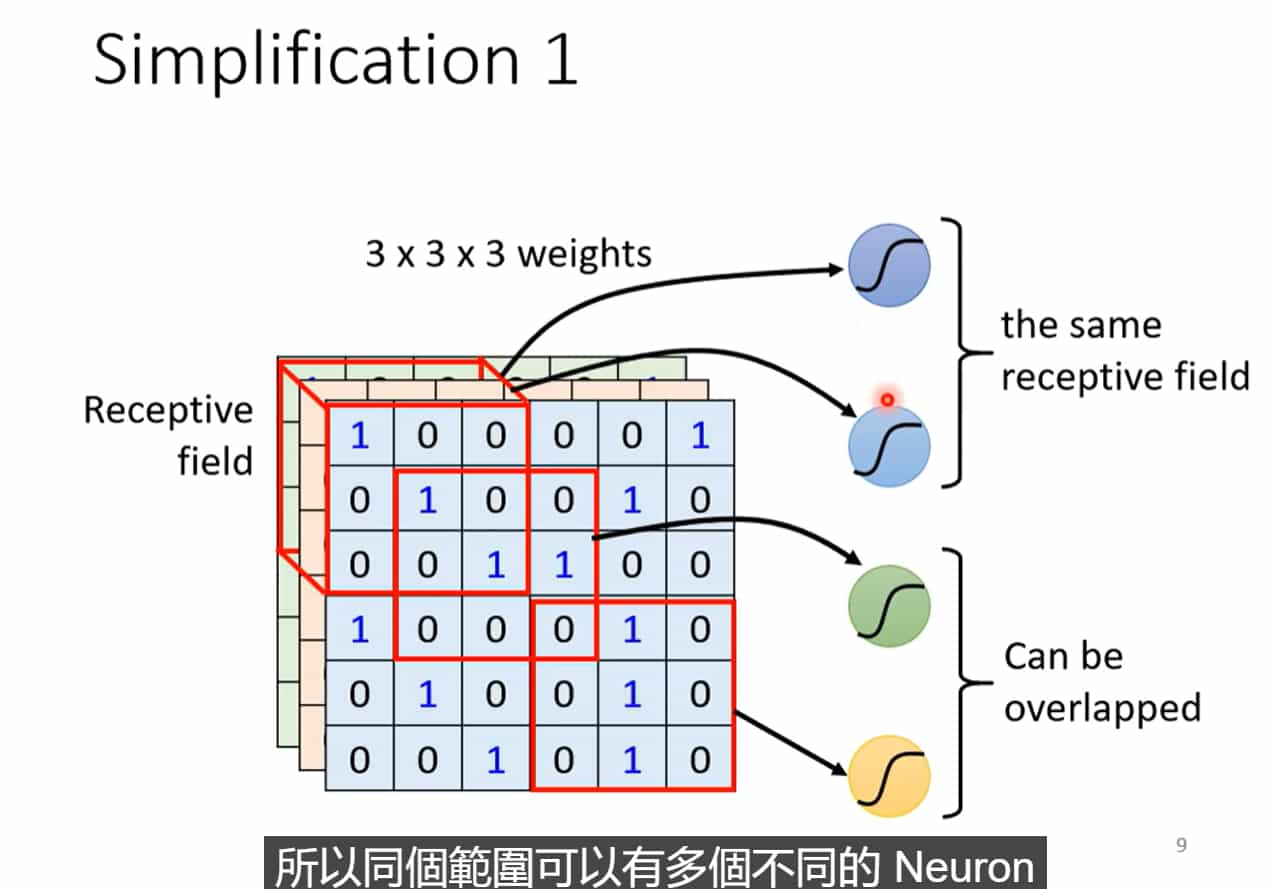 Simplification 1
3 x 3 x 3 weights
the same
receptive field
Receptive
field
1 0 0 0 0 1
0 1 0 0 1 0
0 0 1 1 0 0
1 0 0 0 1 0
0 1 0 0 1 0
0 0 1 0 1 0
Can be
overlapped
9
所以同個範圍可以有多個不同的 Neuron